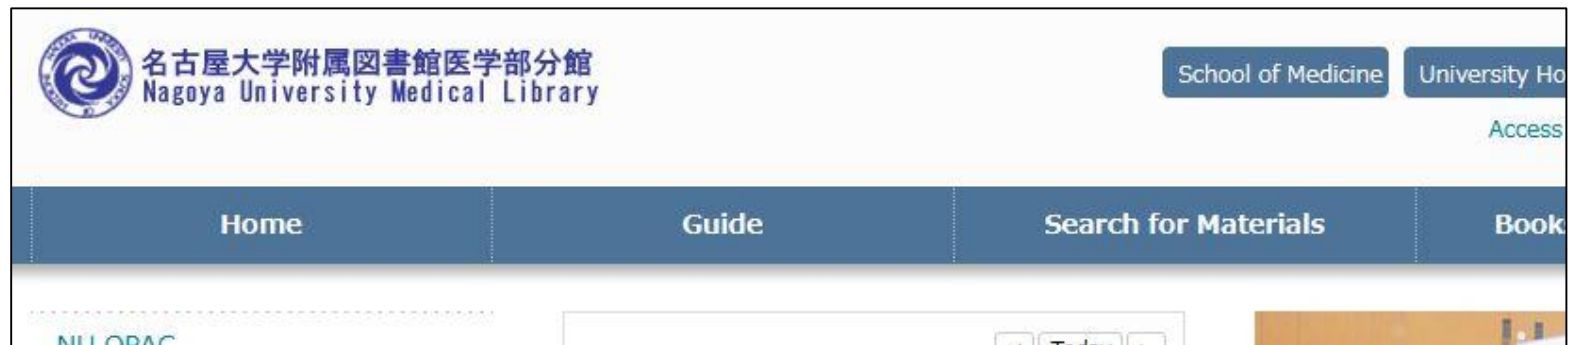 名古屋大学附属図書館医学部分館
Nagoya University Medical Library
School of Medicine
University Ho
Access
Home
Guide
Search for Materials
Book
NU OPAC
Today